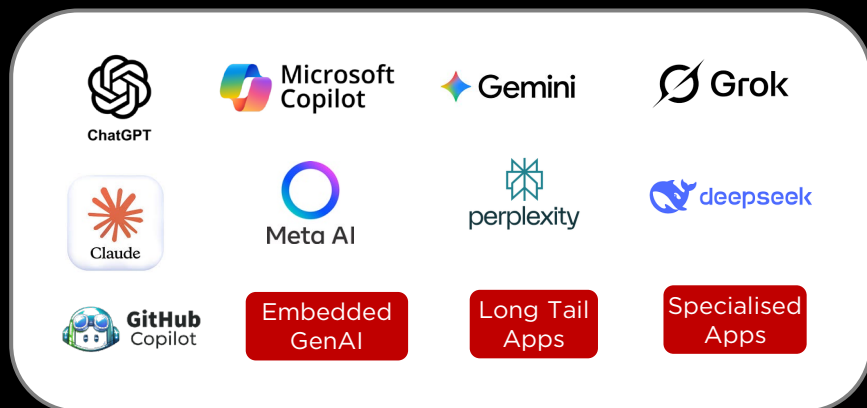 ChatGPT
Microsoft
Copilot
Gemini
Grok
Claude
Meta AI
perplexity
deepseek
GitHub
Copilot
Embedded
GenAI
Long Tail
Apps
Specialised
Apps